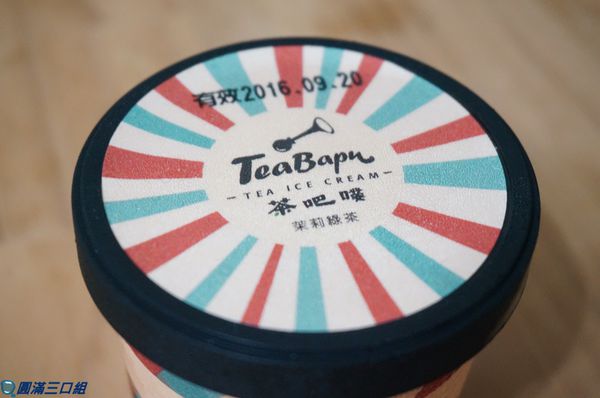 有效2016.09.20
TeaBapu
- TEA ICE CREAM -
茶吧噗
茉莉綠茶
圓滿三口組